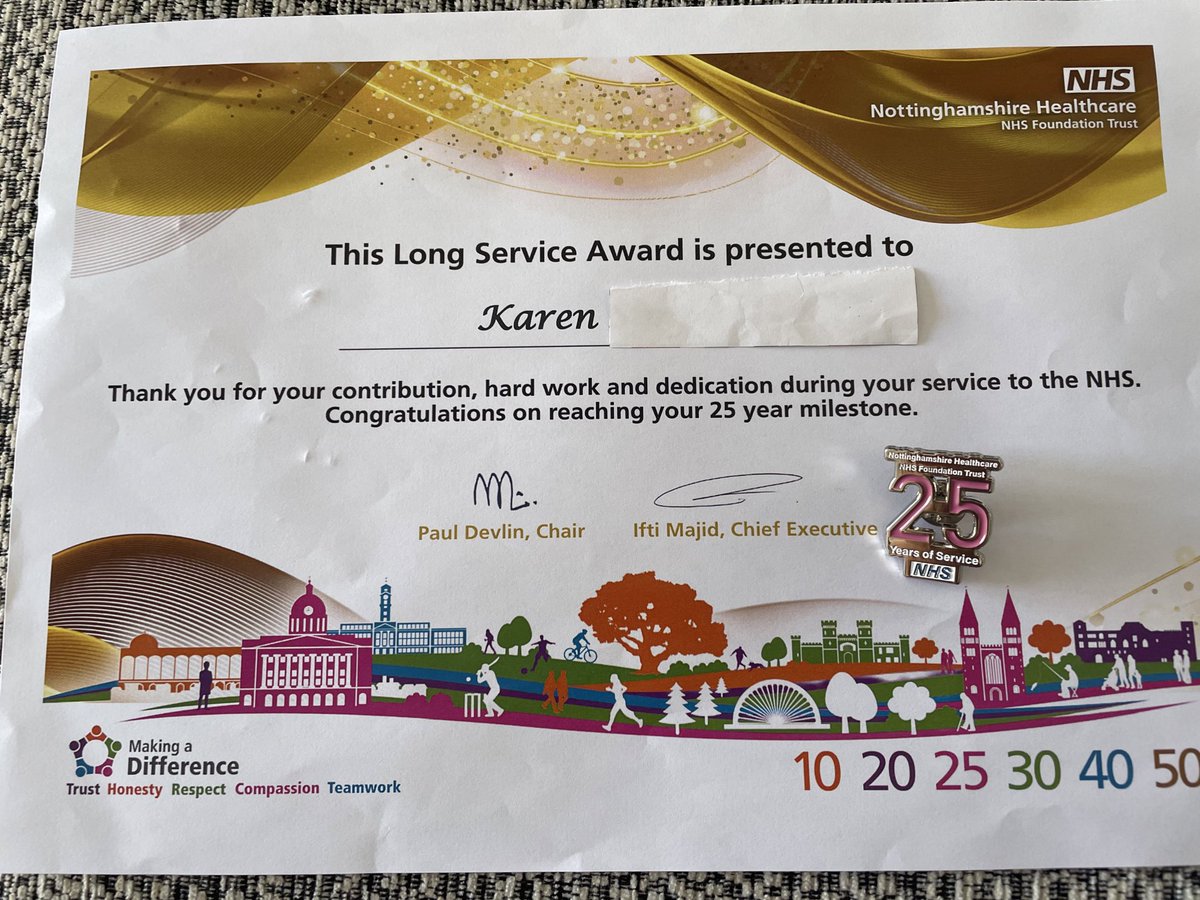 NHS
Nottinghamshire Healthcare
NHS Foundation Trust
This Long Service Award is presented to
Karen
Thank you for your contribution, hard work and dedication during your service to the NHS.
Congratulations on reaching your 25 year milestone.
Paul Devlin, Chair
Ifti Majid, Chief Executive
Nottinghamshire Healthcare
NHS Foundation Trust
25
Years of Service
NHS
Making a
Difference
Trust Honesty Respect Compassion Teamwork
10 20 25 30 40 50